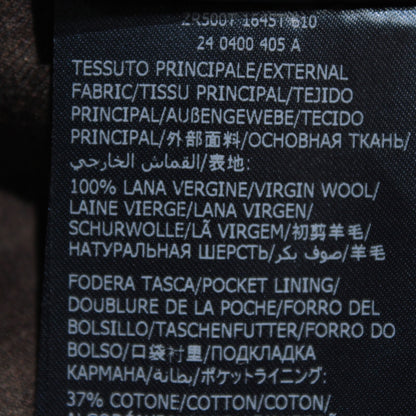 ZR5007 16451 610
24 0400 405 A
TESSUTO PRINCIPALE/EXTERNAL
FABRIC/TISSU PRINCIPAL/TEJIDO
PRINCIPAL/AUßENGEWEBE/TECIDO
PRINCIPAL/外部面料/ОСНОВНАЯ ТКАНЬ/
القماش الخارجي/表地:
100% LANA VERGINE/VIRGIN WOOL/
LAINE VIERGE/LANA VIRGEN/
SCHURWOLLE/LÃ VIRGEM/初剪羊毛/
НАТУРАЛЬНАЯ ШЕРСТЬ/صوف بكر/羊毛
FODERA TASCA/POCKET LINING/
DOUBLURE DE LA POCHE/FORRO DEL
BOLSILLO/TASCHENFUTTER/FORRO DO
BOLSO/口袋衬里/ПОДКЛАДКА
КАРМАНА/بطانة/ポケットライニング:
37% COTONE/COTTON/COTON/